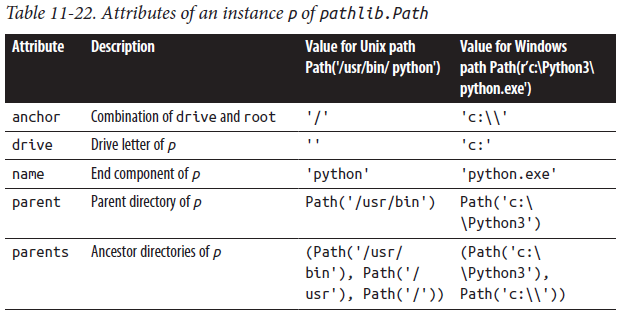 Table 11-22. Attributes of an instance p of pathlib.Path
Attribute Description Value for Unix path Value for Windows
Path('/usr/bin/ python') path Path(r’c:\Python3\
python.exe')
anchor Combination of drive and root '/' 'c:\\'
drive Drive letter of p '' 'c:'
name End component of p 'python' 'python.exe'
parent Parent directory of p Path('/usr/bin') Path('c:\
\Python3')
parents Ancestor directories of p (Path('/usr/ (Path('c:\
bin'), Path('/ \Python3'),
usr'), Path('/')) Path('c:\\'))